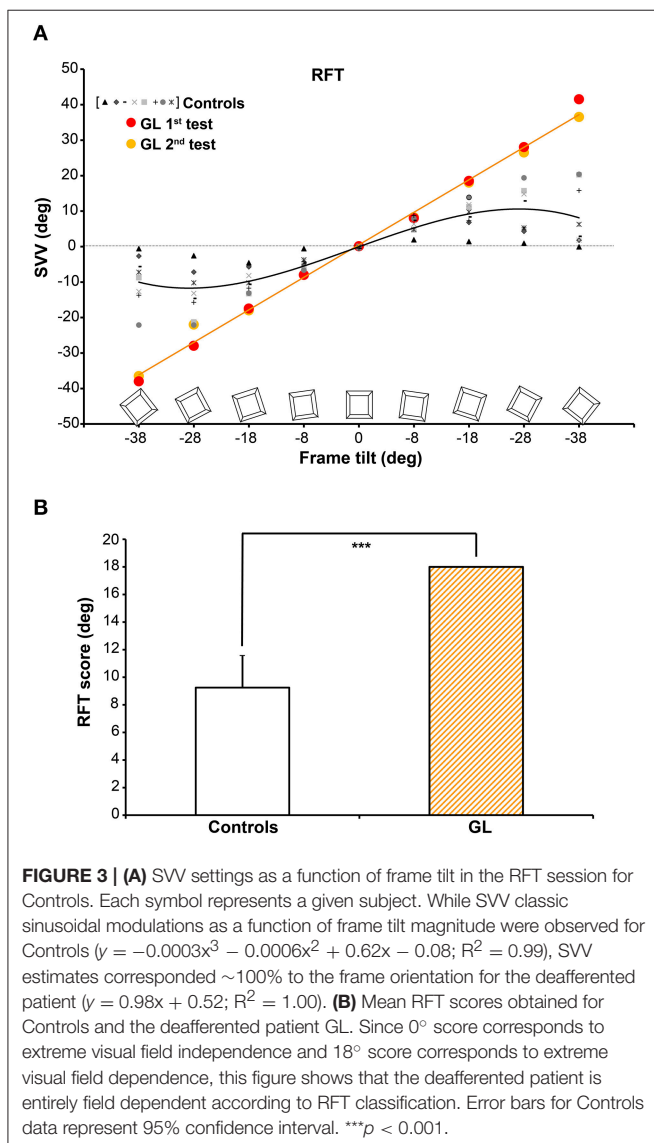 A
RFT
[▲ ◆ - × ■ + ● ж] Controls
GL 1st test
GL 2nd test
50
40
30
20
10
0
-10
-20
-30
-40
-50
SVV (deg)
-38 -28 -18 -8 0 -8 -18 -28 -38
Frame tilt (deg)
B
20
18
16
14
12
10
8
6
4
2
0
RFT score (deg)
***
Controls GL
FIGURE 3 | (A) SVV settings as a function of frame tilt in the RFT session for
Controls. Each symbol represents a given subject. While SVV classic
sinusoidal modulations as a function of frame tilt magnitude were observed for
Controls (y = −0.0003x³ − 0.0006x² + 0.62x − 0.08; R² = 0.99), SVV
estimates corresponded ∼100% to the frame orientation for the deafferented
patient (y = 0.98x + 0.52; R² = 1.00). (B) Mean RFT scores obtained for
Controls and the deafferented patient GL. Since 0° score corresponds to
extreme visual field independence and 18° score corresponds to extreme
visual field dependence, this figure shows that the deafferented patient is
entirely field dependent according to RFT classification. Error bars for Controls
data represent 95% confidence interval. ***p < 0.001.